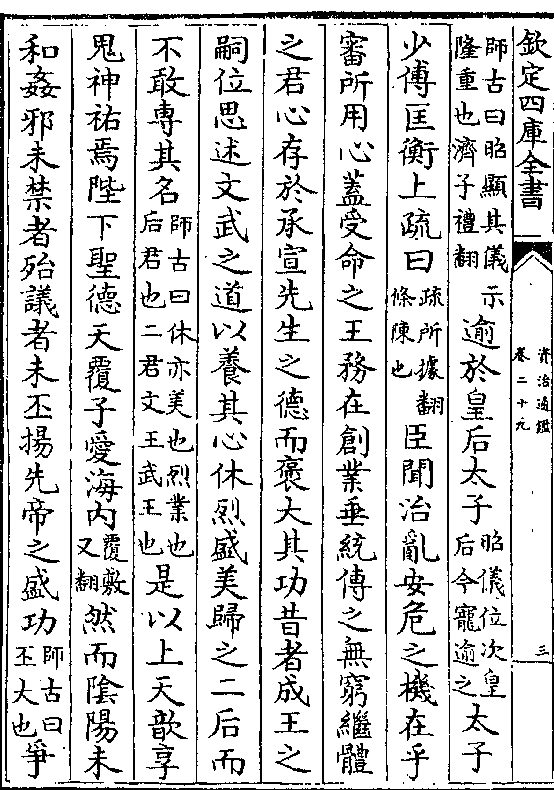 欽定四庫全書
資治通鑑
卷二十九
三
師古曰昭顯其儀示
隆重也濟子禮翻
逾於皇后太子
昭儀位次皇
后今寵逾之
太子
少傅匡衡上疏曰
疏所據翻
條陳也
臣聞治亂安危之機在乎
審所用心蓋受命之王務在創業垂統傳之無窮繼體
之君心存於承宣先生之德而褒大其功昔者成王之
嗣位思述文武之道以養其心休烈盛美歸之二后而
不敢專其名
師古曰休亦美也烈業也
后君也二君文王武王也
是以上天歆享
鬼神祐焉陛下聖德天覆子愛海内
覆敷
又翻
然而陰陽未
和姦邪未禁者殆議者未丕揚先帝之盛功
師古曰
丕大也
爭